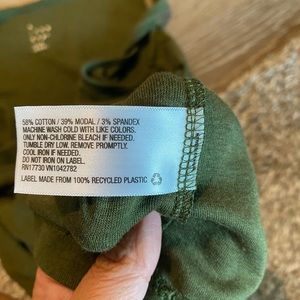 58% COTTON / 39% MODAL / 3% SPANDEX
MACHINE WASH COLD WITH LIKE COLORS.
ONLY NON-CHLORINE BLEACH IF NEEDED.
TUMBLE DRY LOW. REMOVE PROMPTLY.
COOL IRON IF NEEDED.
DO NOT IRON ON LABEL.
RN17730 VN1042782
LABEL MADE FROM 100% RECYCLED PLASTIC